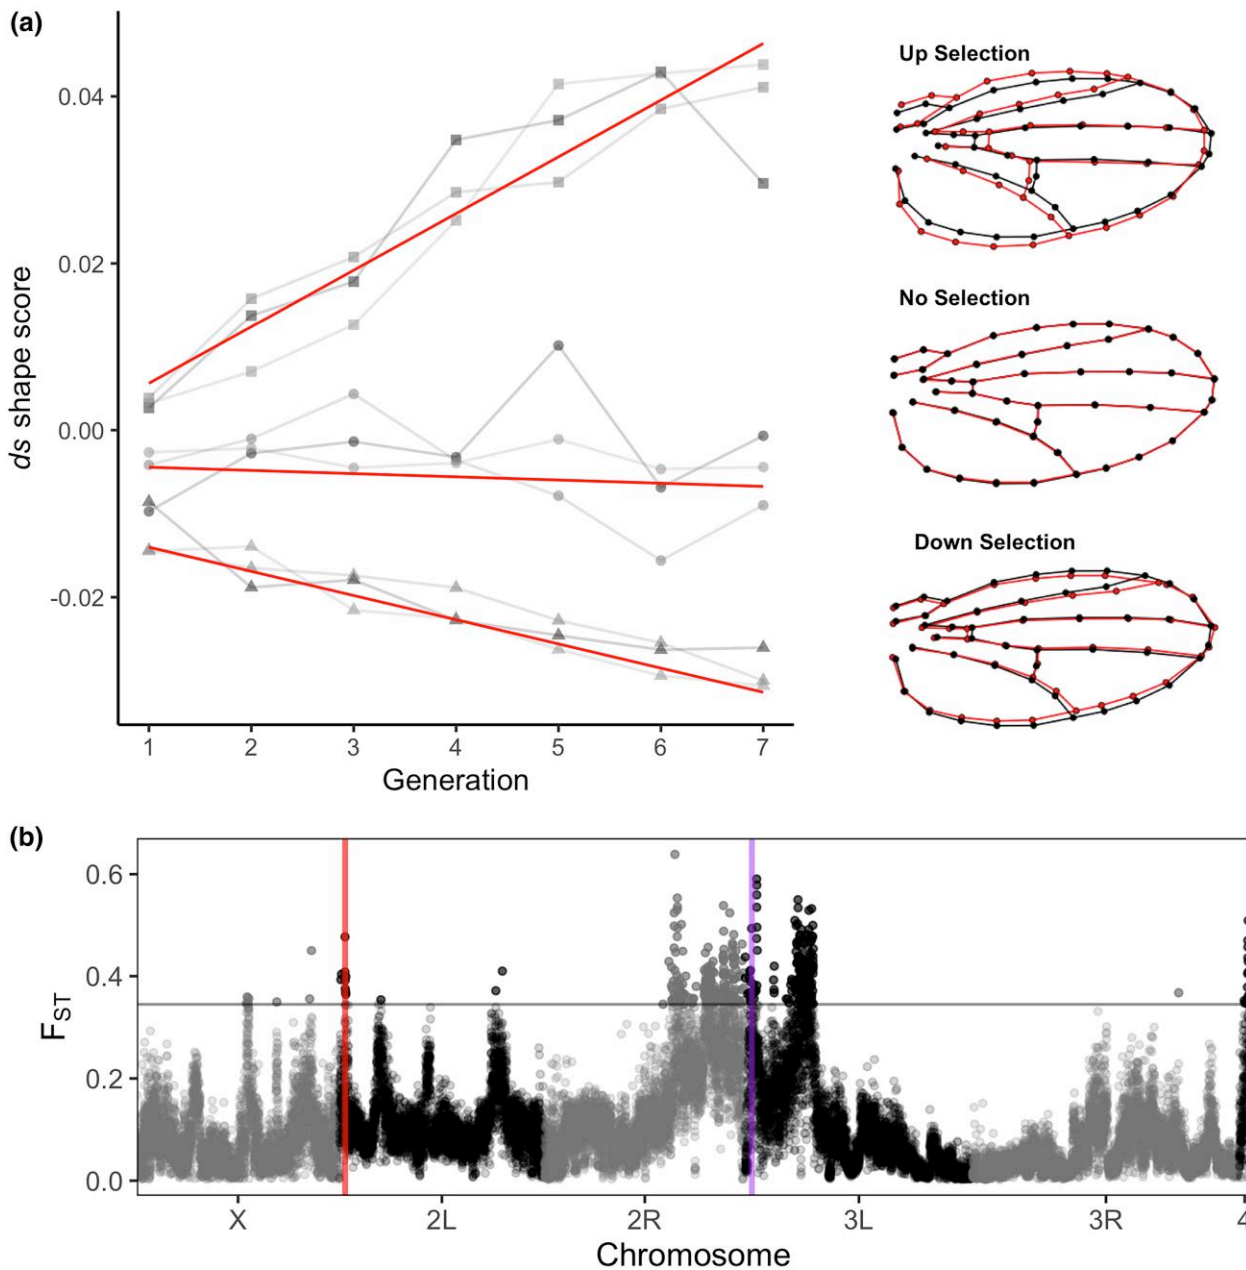 (a)
Up Selection
0.04
0.02
0.00
-0.02
ds shape score
1 2 3 4 5 6 7
Generation
No Selection
Down Selection
(b)
0.6
0.4
0.2
0.0
FST
X 2L 2R 3L 3R 4
Chromosome